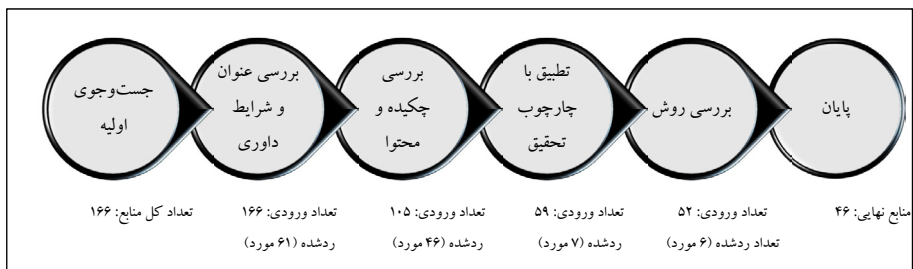 جست‌وجوی
اولیه
بررسی عنوان
و شرایط
داوری
بررسی
چکیده و
محتوا
تطبیق با
چارچوب
تحقیق
بررسی روش
پایان
تعداد کل منابع: ۱۶۶
تعداد ورودی: ۱۶۶
ردشده (۶۱ مورد)
تعداد ورودی: ۱۰۵
ردشده (۴۶ مورد)
تعداد ورودی: ۵۹
ردشده (۷ مورد)
تعداد ورودی: ۵۲
تعداد ردشده (۶ مورد)
منابع نهایی: ۴۶